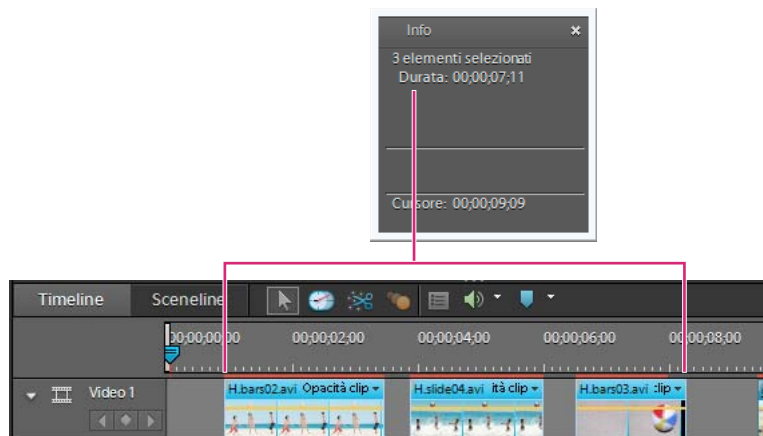 Info
3 elementi selezionati
Durata: 00;00;07;11
Cursore: 00;00;09;09
Timeline Sceneline
00;00;00;00 00;00;02;00 00;00;04;00 00;00;06;00 00;00;08;00
Video 1 H.bars02.avi Opacità clip H.slide04.avi ità clip H.bars03.avi :lip